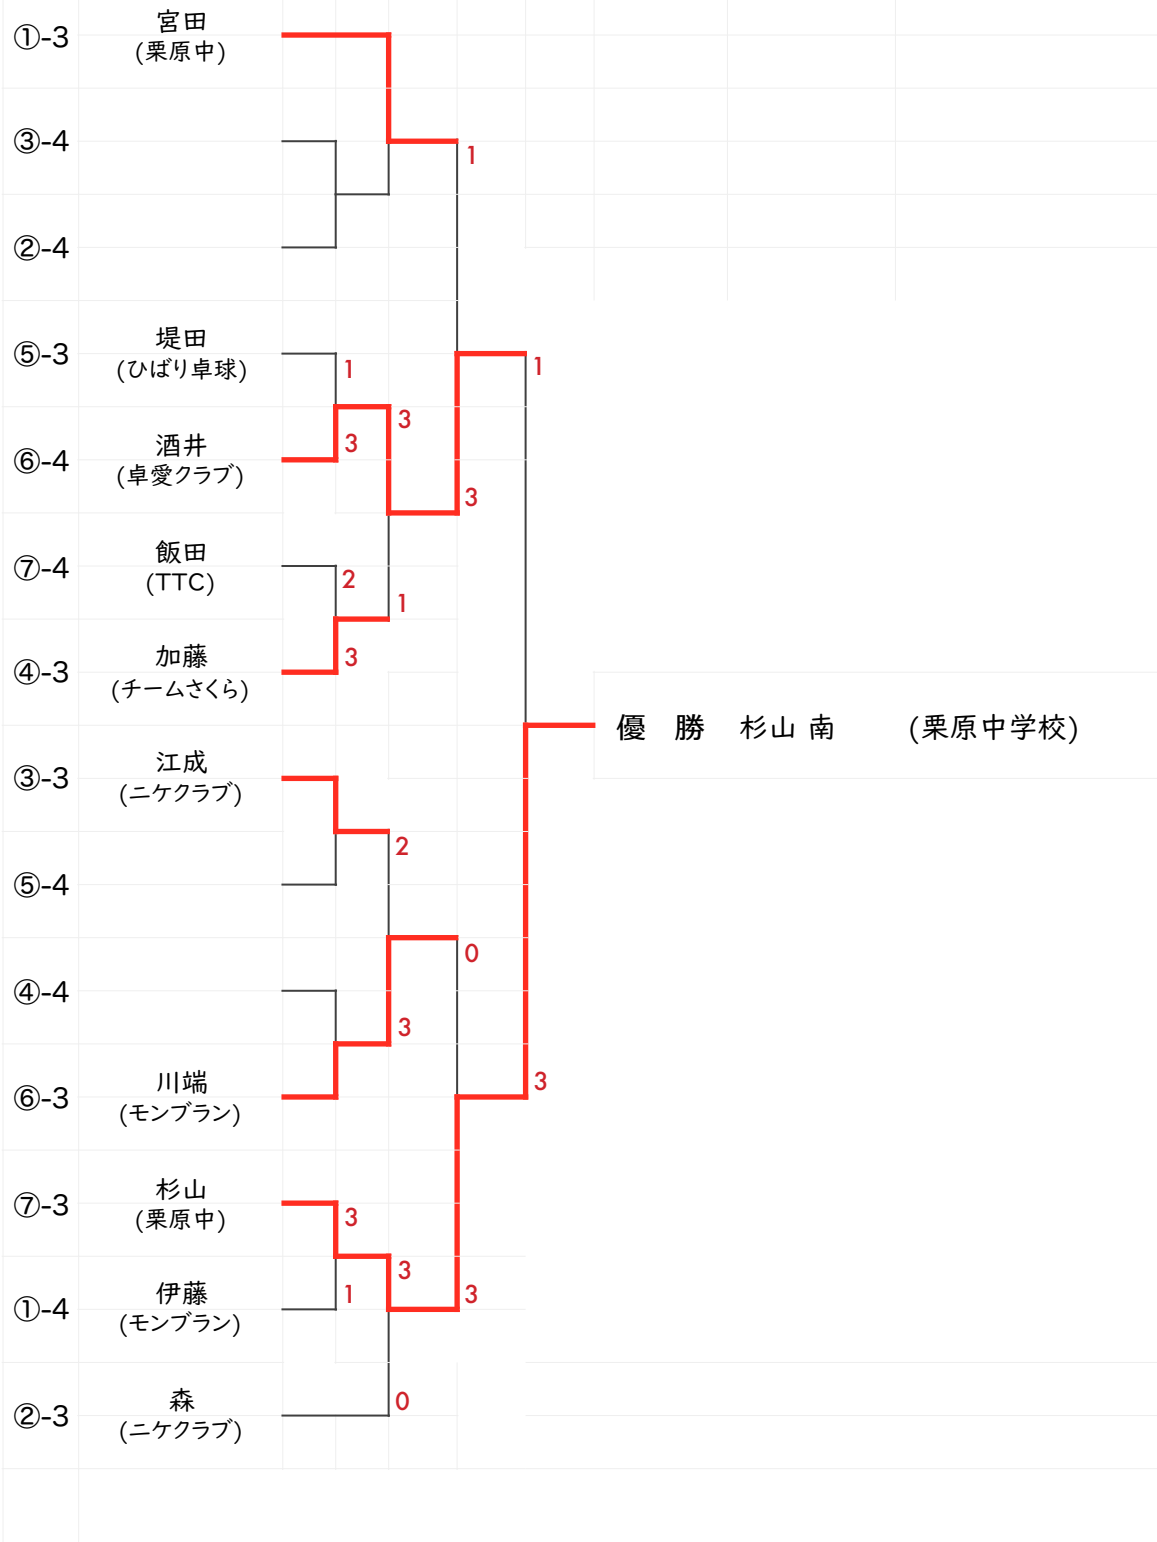 ①-3
宮田
(栗原中)
③-4
1
②-4
⑤-3
堤田
(ひばり卓球)
1
1
3
⑥-4
酒井
(卓愛クラブ)
3
3
⑦-4
飯田
(TTC)
2
1
④-3
加藤
(チームさくら)
3
優 勝 杉山 南 (栗原中学校)
③-3
江成
(ニケクラブ)
2
⑤-4
0
④-4
3
⑥-3
川端
(モンブラン)
3
⑦-3
杉山
(栗原中)
3
3
①-4
伊藤
(モンブラン)
1
3
②-3
森
(ニケクラブ)
0